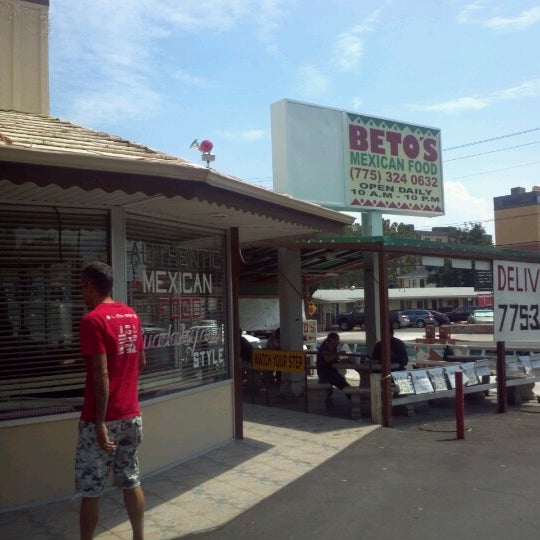 BETO'S
MEXICAN FOOD
(775) 324 0632
OPEN DAILY
10 A.M - 10 P.M
AUTHENTIC
MEXICAN
FOOD
Guadalajara
STYLE
WATCH YOUR STEP
DELIV
7753